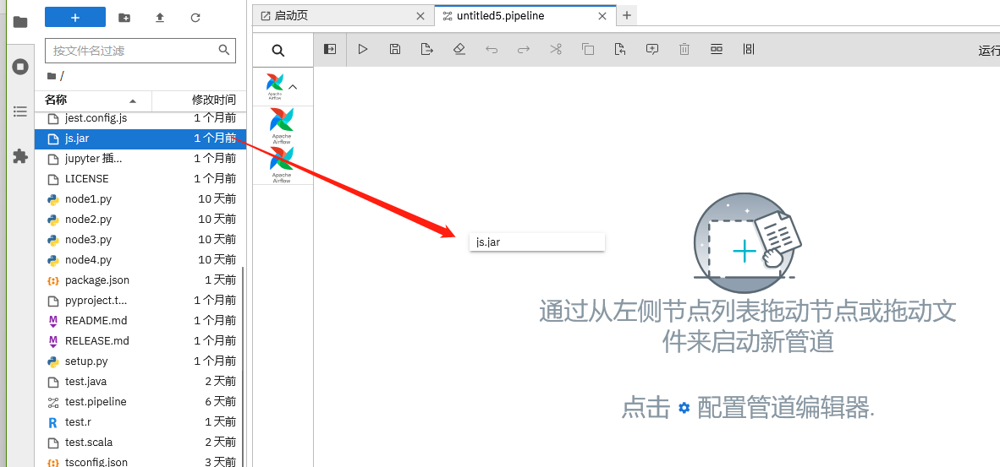 启动页
untitled5.pipeline
按文件名过滤
/
名称 修改时间
jest.config.js 1 个月前
js.jar 1 个月前
jupyter 插... 1 个月前
LICENSE 1 个月前
node1.py 10 天前
node2.py 10 天前
node3.py 10 天前
node4.py 10 天前
package.json 1 天前
pyproject.t... 1 个月前
README.md 1 个月前
RELEASE.md 1 个月前
setup.py 1 个月前
test.java 2 天前
test.pipeline 6 天前
test.r 1 天前
test.scala 2 天前
tsconfig.json 3 天前
Apache
Airflow
Apache
Airflow
Apache
Airflow
运行
js.jar
通过从左侧节点列表拖动节点或拖动文
件来启动新管道
点击 配置管道编辑器.